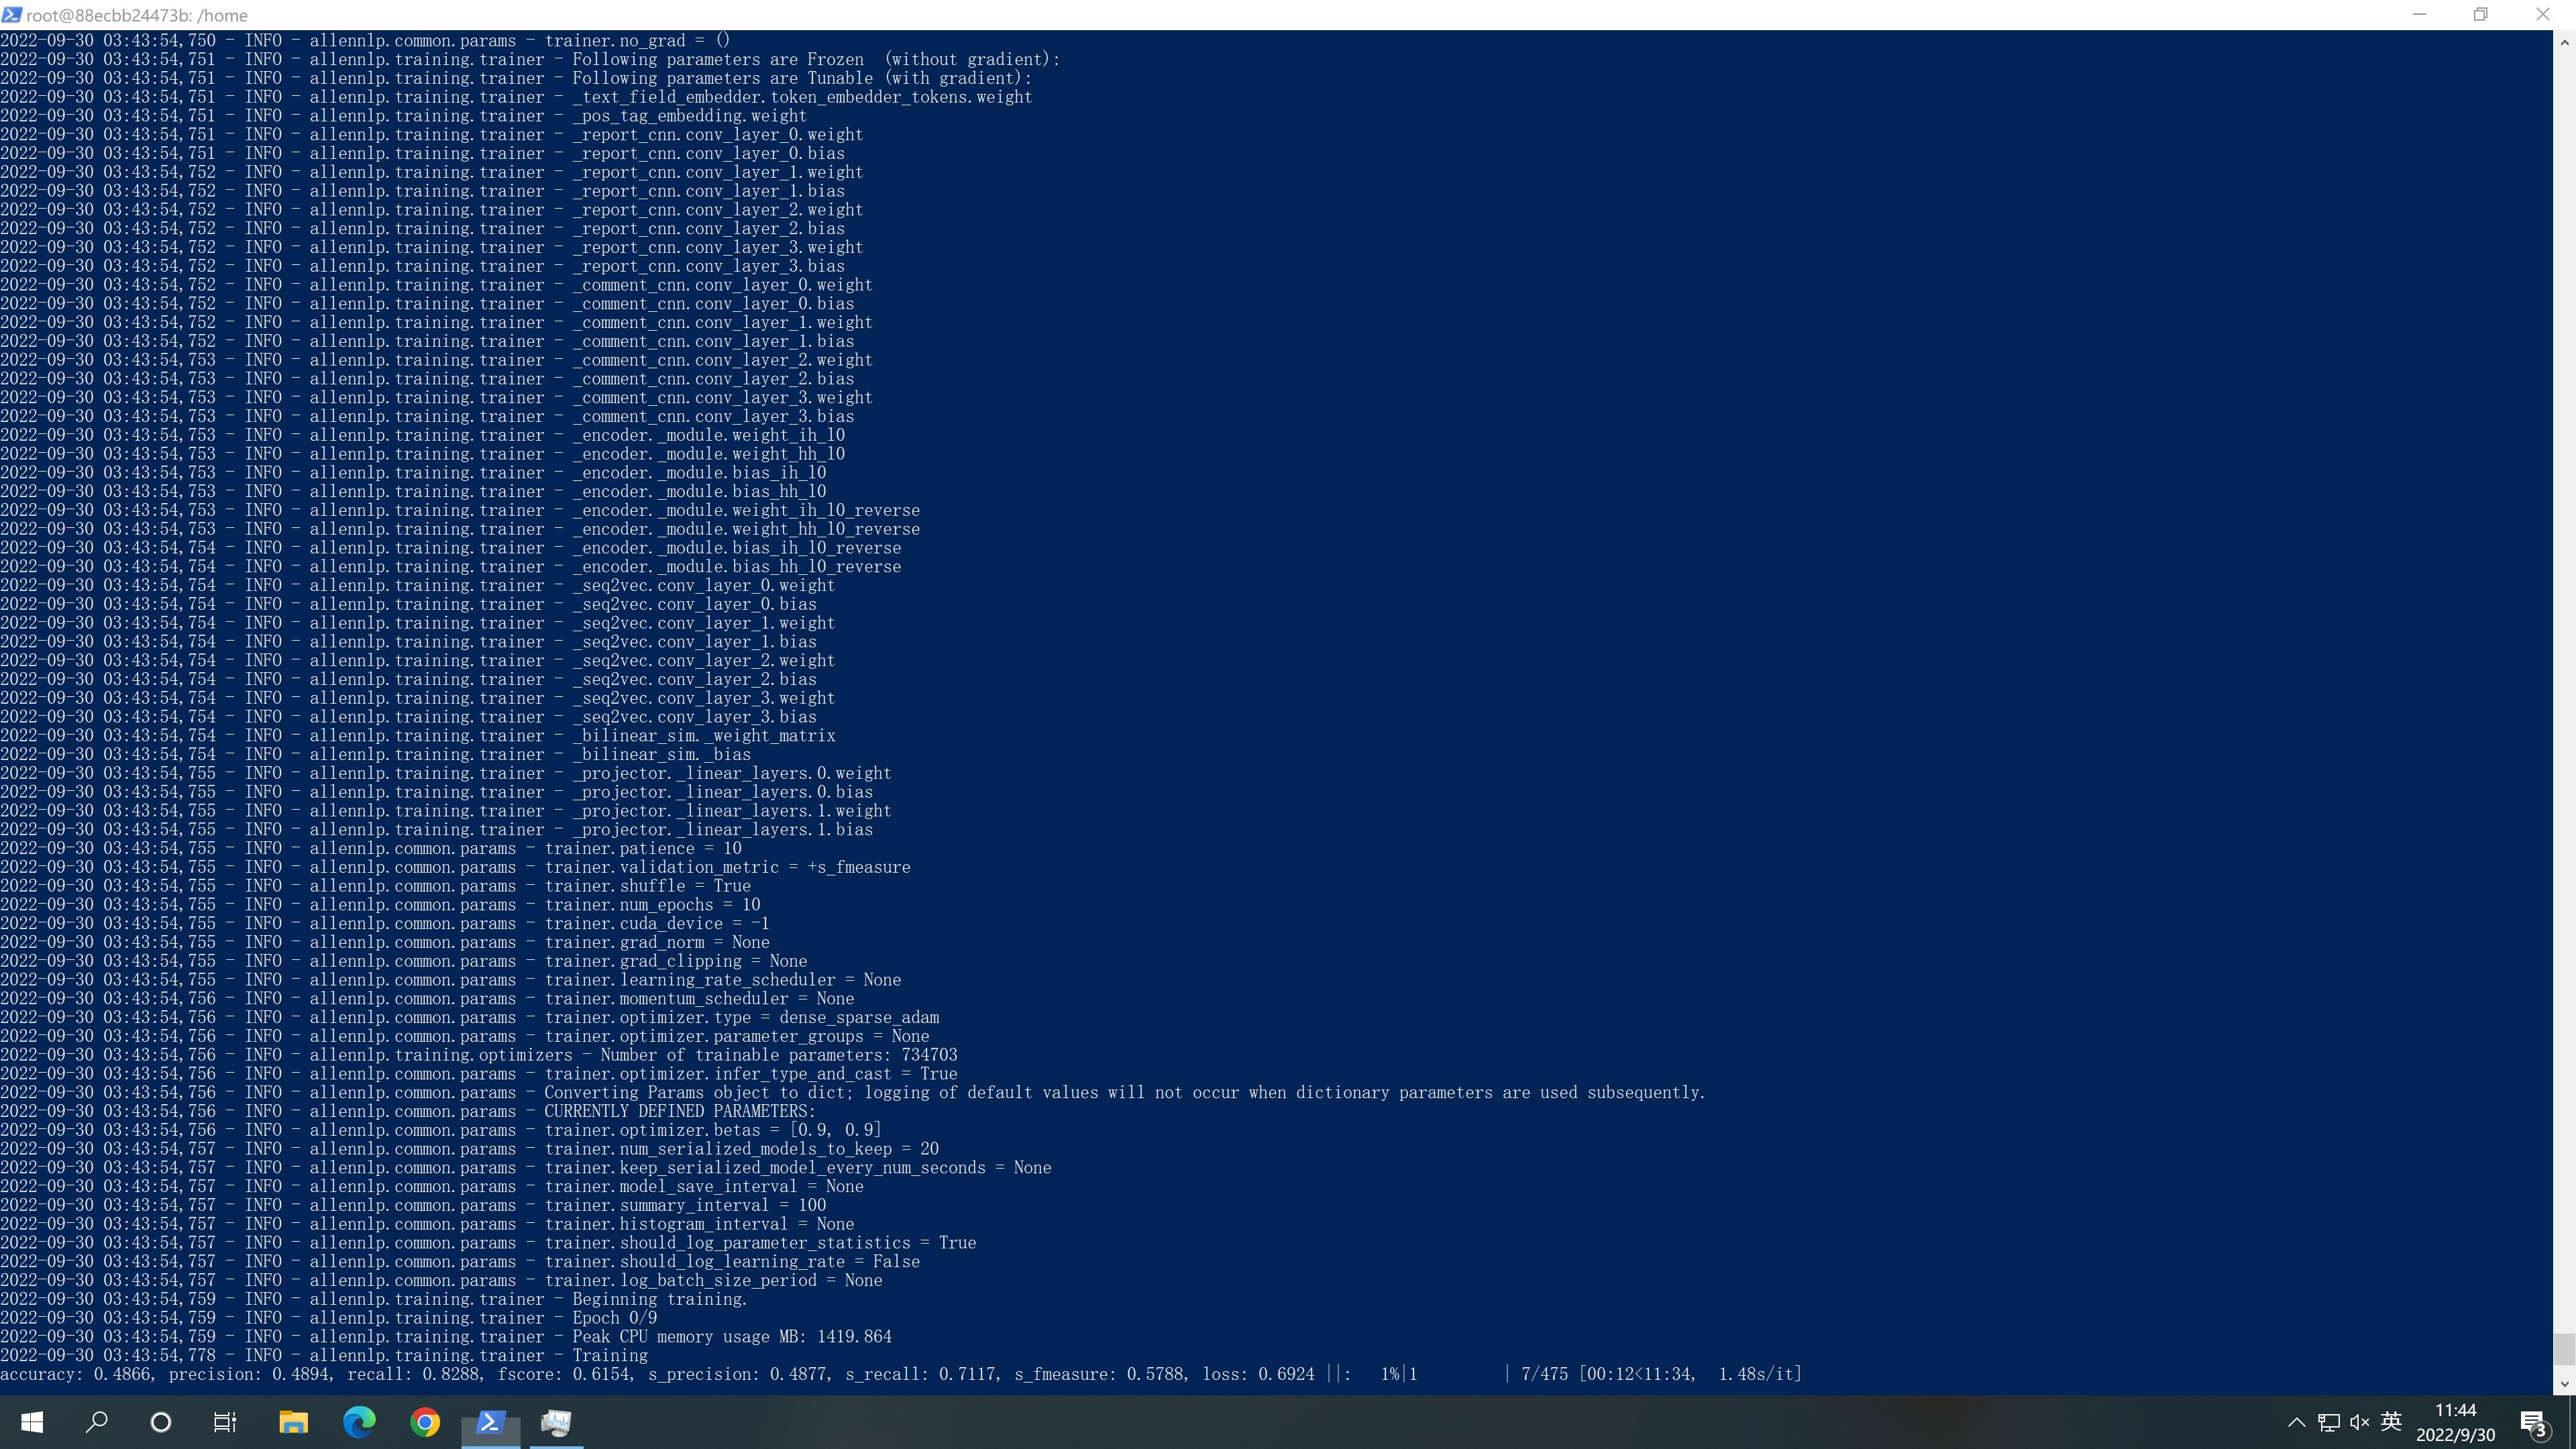 root@88ecbb24473b: /home
2022-09-30 03:43:54,750 - INFO - allennlp.common.params - trainer.no_grad = ()
2022-09-30 03:43:54,751 - INFO - allennlp.training.trainer - Following parameters are Frozen  (without gradient):
2022-09-30 03:43:54,751 - INFO - allennlp.training.trainer - Following parameters are Tunable (with gradient):
2022-09-30 03:43:54,751 - INFO - allennlp.training.trainer - _text_field_embedder.token_embedder_tokens.weight
2022-09-30 03:43:54,751 - INFO - allennlp.training.trainer - _pos_tag_embedding.weight
2022-09-30 03:43:54,751 - INFO - allennlp.training.trainer - _report_cnn.conv_layer_0.weight
2022-09-30 03:43:54,751 - INFO - allennlp.training.trainer - _report_cnn.conv_layer_0.bias
2022-09-30 03:43:54,752 - INFO - allennlp.training.trainer - _report_cnn.conv_layer_1.weight
2022-09-30 03:43:54,752 - INFO - allennlp.training.trainer - _report_cnn.conv_layer_1.bias
2022-09-30 03:43:54,752 - INFO - allennlp.training.trainer - _report_cnn.conv_layer_2.weight
2022-09-30 03:43:54,752 - INFO - allennlp.training.trainer - _report_cnn.conv_layer_2.bias
2022-09-30 03:43:54,752 - INFO - allennlp.training.trainer - _report_cnn.conv_layer_3.weight
2022-09-30 03:43:54,752 - INFO - allennlp.training.trainer - _report_cnn.conv_layer_3.bias
2022-09-30 03:43:54,752 - INFO - allennlp.training.trainer - _comment_cnn.conv_layer_0.weight
2022-09-30 03:43:54,752 - INFO - allennlp.training.trainer - _comment_cnn.conv_layer_0.bias
2022-09-30 03:43:54,752 - INFO - allennlp.training.trainer - _comment_cnn.conv_layer_1.weight
2022-09-30 03:43:54,752 - INFO - allennlp.training.trainer - _comment_cnn.conv_layer_1.bias
2022-09-30 03:43:54,753 - INFO - allennlp.training.trainer - _comment_cnn.conv_layer_2.weight
2022-09-30 03:43:54,753 - INFO - allennlp.training.trainer - _comment_cnn.conv_layer_2.bias
2022-09-30 03:43:54,753 - INFO - allennlp.training.trainer - _comment_cnn.conv_layer_3.weight
2022-09-30 03:43:54,753 - INFO - allennlp.training.trainer - _comment_cnn.conv_layer_3.bias
2022-09-30 03:43:54,753 - INFO - allennlp.training.trainer - _encoder._module.weight_ih_l0
2022-09-30 03:43:54,753 - INFO - allennlp.training.trainer - _encoder._module.weight_hh_l0
2022-09-30 03:43:54,753 - INFO - allennlp.training.trainer - _encoder._module.bias_ih_l0
2022-09-30 03:43:54,753 - INFO - allennlp.training.trainer - _encoder._module.bias_hh_l0
2022-09-30 03:43:54,753 - INFO - allennlp.training.trainer - _encoder._module.weight_ih_l0_reverse
2022-09-30 03:43:54,753 - INFO - allennlp.training.trainer - _encoder._module.weight_hh_l0_reverse
2022-09-30 03:43:54,754 - INFO - allennlp.training.trainer - _encoder._module.bias_ih_l0_reverse
2022-09-30 03:43:54,754 - INFO - allennlp.training.trainer - _encoder._module.bias_hh_l0_reverse
2022-09-30 03:43:54,754 - INFO - allennlp.training.trainer - _seq2vec.conv_layer_0.weight
2022-09-30 03:43:54,754 - INFO - allennlp.training.trainer - _seq2vec.conv_layer_0.bias
2022-09-30 03:43:54,754 - INFO - allennlp.training.trainer - _seq2vec.conv_layer_1.weight
2022-09-30 03:43:54,754 - INFO - allennlp.training.trainer - _seq2vec.conv_layer_1.bias
2022-09-30 03:43:54,754 - INFO - allennlp.training.trainer - _seq2vec.conv_layer_2.weight
2022-09-30 03:43:54,754 - INFO - allennlp.training.trainer - _seq2vec.conv_layer_2.bias
2022-09-30 03:43:54,754 - INFO - allennlp.training.trainer - _seq2vec.conv_layer_3.weight
2022-09-30 03:43:54,754 - INFO - allennlp.training.trainer - _seq2vec.conv_layer_3.bias
2022-09-30 03:43:54,754 - INFO - allennlp.training.trainer - _bilinear_sim._weight_matrix
2022-09-30 03:43:54,754 - INFO - allennlp.training.trainer - _bilinear_sim._bias
2022-09-30 03:43:54,755 - INFO - allennlp.training.trainer - _projector._linear_layers.0.weight
2022-09-30 03:43:54,755 - INFO - allennlp.training.trainer - _projector._linear_layers.0.bias
2022-09-30 03:43:54,755 - INFO - allennlp.training.trainer - _projector._linear_layers.1.weight
2022-09-30 03:43:54,755 - INFO - allennlp.training.trainer - _projector._linear_layers.1.bias
2022-09-30 03:43:54,755 - INFO - allennlp.common.params - trainer.patience = 10
2022-09-30 03:43:54,755 - INFO - allennlp.common.params - trainer.validation_metric = +s_fmeasure
2022-09-30 03:43:54,755 - INFO - allennlp.common.params - trainer.shuffle = True
2022-09-30 03:43:54,755 - INFO - allennlp.common.params - trainer.num_epochs = 10
2022-09-30 03:43:54,755 - INFO - allennlp.common.params - trainer.cuda_device = -1
2022-09-30 03:43:54,755 - INFO - allennlp.common.params - trainer.grad_norm = None
2022-09-30 03:43:54,755 - INFO - allennlp.common.params - trainer.grad_clipping = None
2022-09-30 03:43:54,755 - INFO - allennlp.common.params - trainer.learning_rate_scheduler = None
2022-09-30 03:43:54,756 - INFO - allennlp.common.params - trainer.momentum_scheduler = None
2022-09-30 03:43:54,756 - INFO - allennlp.common.params - trainer.optimizer.type = dense_sparse_adam
2022-09-30 03:43:54,756 - INFO - allennlp.common.params - trainer.optimizer.parameter_groups = None
2022-09-30 03:43:54,756 - INFO - allennlp.training.optimizers - Number of trainable parameters: 734703
2022-09-30 03:43:54,756 - INFO - allennlp.common.params - trainer.optimizer.infer_type_and_cast = True
2022-09-30 03:43:54,756 - INFO - allennlp.common.params - Converting Params object to dict; logging of default values will not occur when dictionary parameters are used subsequently.
2022-09-30 03:43:54,756 - INFO - allennlp.common.params - CURRENTLY DEFINED PARAMETERS:
2022-09-30 03:43:54,756 - INFO - allennlp.common.params - trainer.optimizer.betas = [0.9, 0.9]
2022-09-30 03:43:54,757 - INFO - allennlp.common.params - trainer.num_serialized_models_to_keep = 20
2022-09-30 03:43:54,757 - INFO - allennlp.common.params - trainer.keep_serialized_model_every_num_seconds = None
2022-09-30 03:43:54,757 - INFO - allennlp.common.params - trainer.model_save_interval = None
2022-09-30 03:43:54,757 - INFO - allennlp.common.params - trainer.summary_interval = 100
2022-09-30 03:43:54,757 - INFO - allennlp.common.params - trainer.histogram_interval = None
2022-09-30 03:43:54,757 - INFO - allennlp.common.params - trainer.should_log_parameter_statistics = True
2022-09-30 03:43:54,757 - INFO - allennlp.common.params - trainer.should_log_learning_rate = False
2022-09-30 03:43:54,757 - INFO - allennlp.common.params - trainer.log_batch_size_period = None
2022-09-30 03:43:54,759 - INFO - allennlp.training.trainer - Beginning training.
2022-09-30 03:43:54,759 - INFO - allennlp.training.trainer - Epoch 0/9
2022-09-30 03:43:54,759 - INFO - allennlp.training.trainer - Peak CPU memory usage MB: 1419.864
2022-09-30 03:43:54,778 - INFO - allennlp.training.trainer - Training
accuracy: 0.4866, precision: 0.4894, recall: 0.8288, fscore: 0.6154, s_precision: 0.4877, s_recall: 0.7117, s_fmeasure: 0.5788, loss: 0.6924 ||:   1%|1          | 7/475 [00:12<11:34,  1.48s/it]
英
11:44
2022/9/30
3